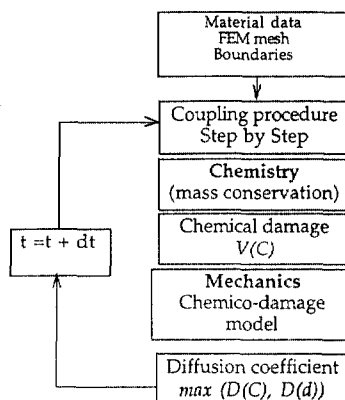 Material data
FEM mesh
Boundaries
Coupling procedure
Step by Step
Chemistry
(mass conservation)
Chemical damage
V(C)
t =t + dt
Mechanics
Chemico-damage
model
Diffusion coefficient
max (D(C), D(d))